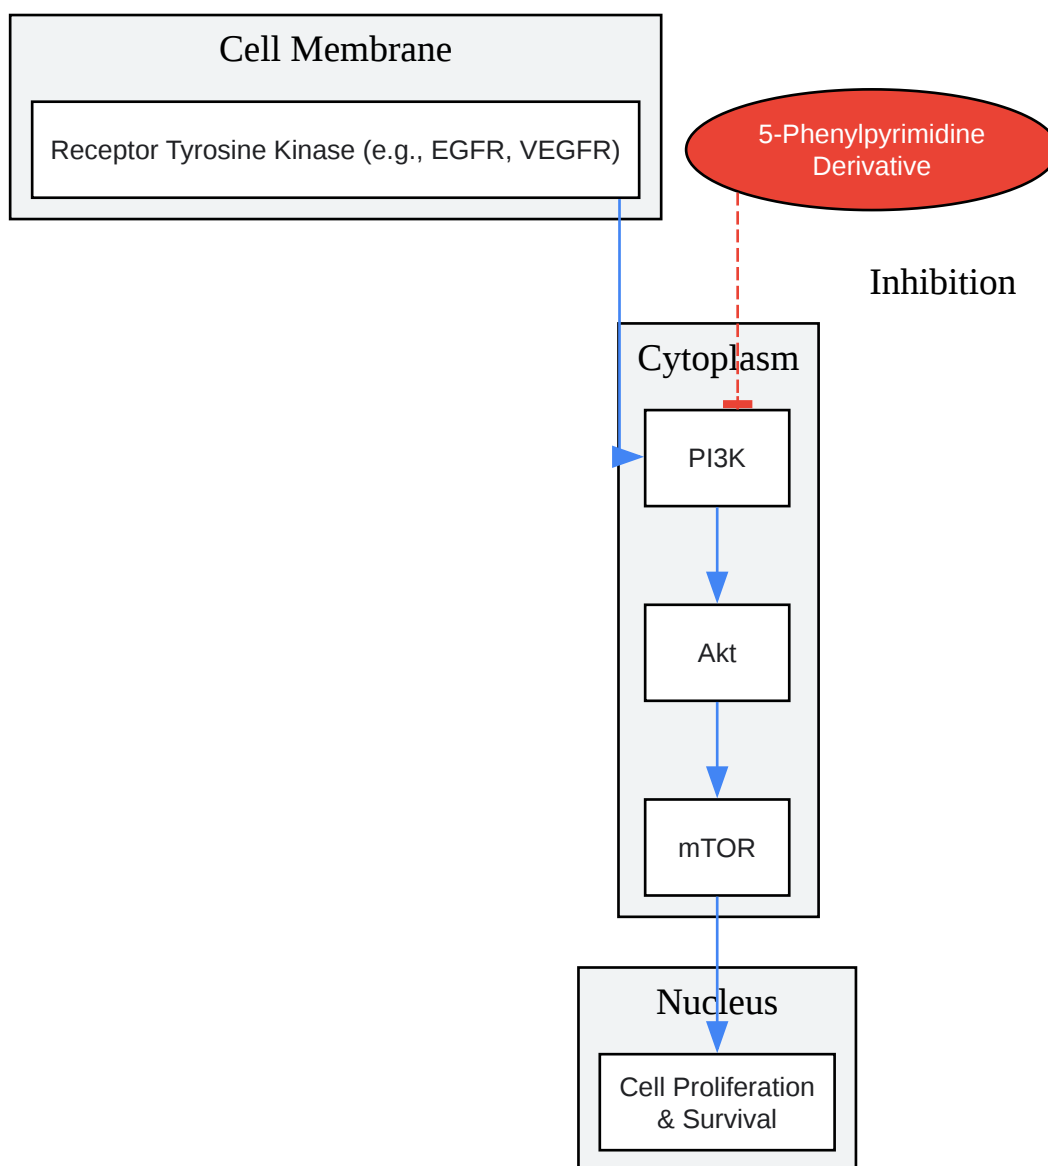 Cell Membrane
Receptor Tyrosine Kinase (e.g., EGFR, VEGFR)
5-Phenylpyrimidine
Derivative
Inhibition
Cytoplasm
PI3K
Akt
mTOR
Nucleus
Cell Proliferation
& Survival